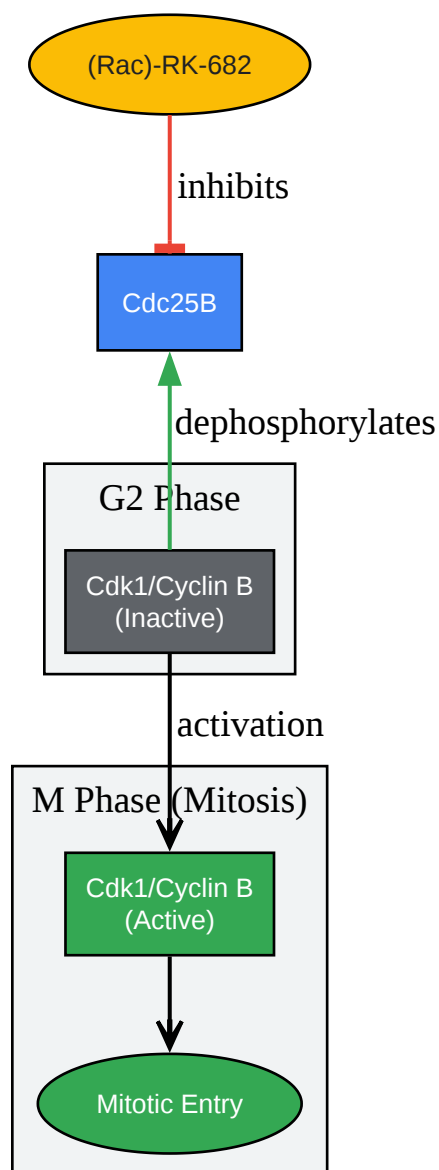 (Rac)-RK-682
inhibits
Cdc25B
dephosphorylates
G2 Phase
Cdk1/Cyclin B
(Inactive)
activation
M Phase (Mitosis)
Cdk1/Cyclin B
(Active)
Mitotic Entry